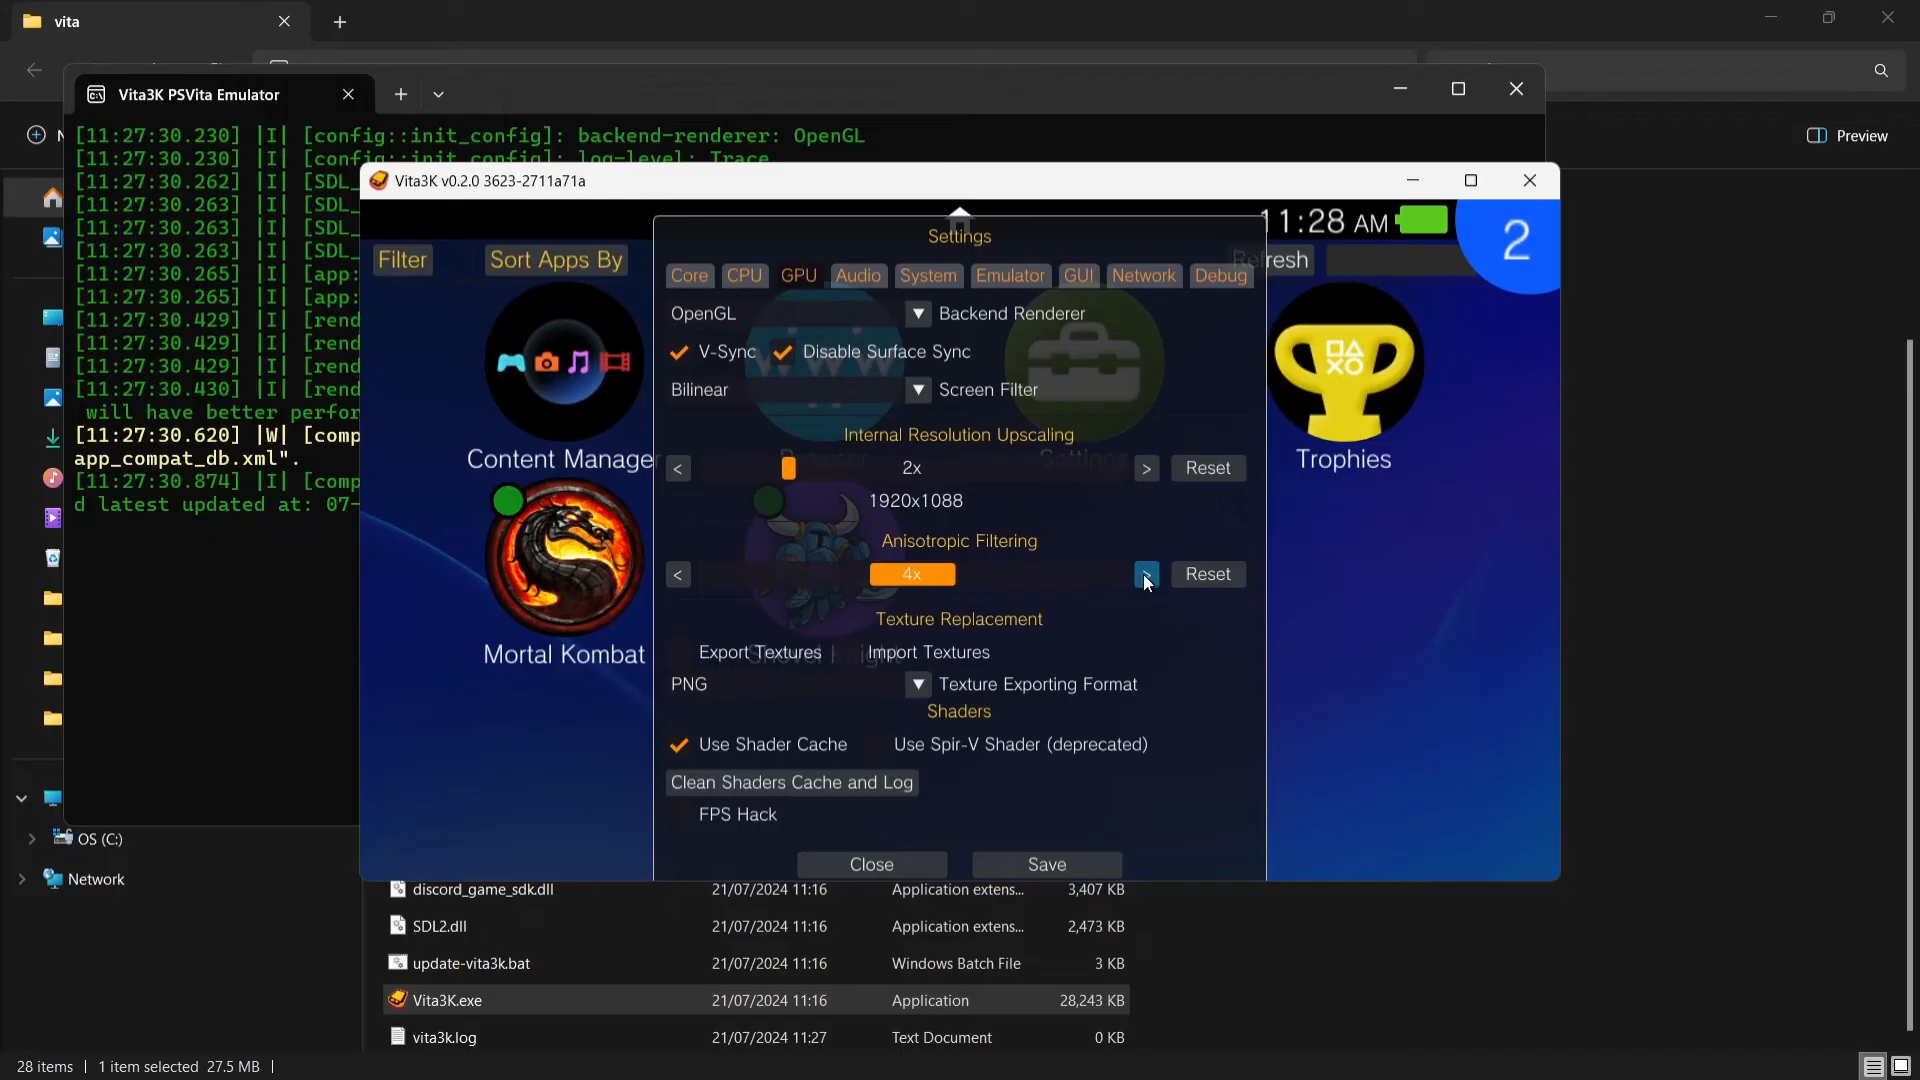 vita
Vita3K PSVita Emulator
Preview
[11:27:30.230] |I| [config::init_config]: backend-renderer: OpenGL
[11:27:30.230] |I| [config::init_config]: log-level: Trace
[11:27:30.262] |I| [SDL_
[11:27:30.263] |I| [SDL_
[11:27:30.263] |I| [SDL_
[11:27:30.263] |I| [SDL_
[11:27:30.265] |I| [app:
[11:27:30.265] |I| [app:
[11:27:30.429] |I| [rend
[11:27:30.429] |I| [rend
[11:27:30.429] |I| [rend
[11:27:30.430] |I| [rend
will have better perfor
[11:27:30.620] |W| [comp
app_compat_db.xml".
[11:27:30.874] |I| [comp
d latest updated at: 07-
Vita3K v0.2.0 3623-2711a71a
11:28 AM
2
Filter
Sort Apps By
Refresh
Content Manager
Trophies
Mortal Kombat
Settings
Core CPU GPU Audio System Emulator GUI Network Debug
OpenGL Backend Renderer
V-Sync Disable Surface Sync
Bilinear Screen Filter
Internal Resolution Upscaling
< 2x > Reset
1920x1088
Anisotropic Filtering
< 4x > Reset
Texture Replacement
Export Textures Import Textures
PNG Texture Exporting Format
Shaders
Use Shader Cache Use Spir-V Shader (deprecated)
Clean Shaders Cache and Log
FPS Hack
Close Save
OS (C:)
Network
discord_game_sdk.dll 21/07/2024 11:16 Application extens... 3,407 KB
SDL2.dll 21/07/2024 11:16 Application extens... 2,473 KB
update-vita3k.bat 21/07/2024 11:16 Windows Batch File 3 KB
Vita3K.exe 21/07/2024 11:16 Application 28,243 KB
vita3k.log 21/07/2024 11:27 Text Document 0 KB
28 items | 1 item selected 27.5 MB |